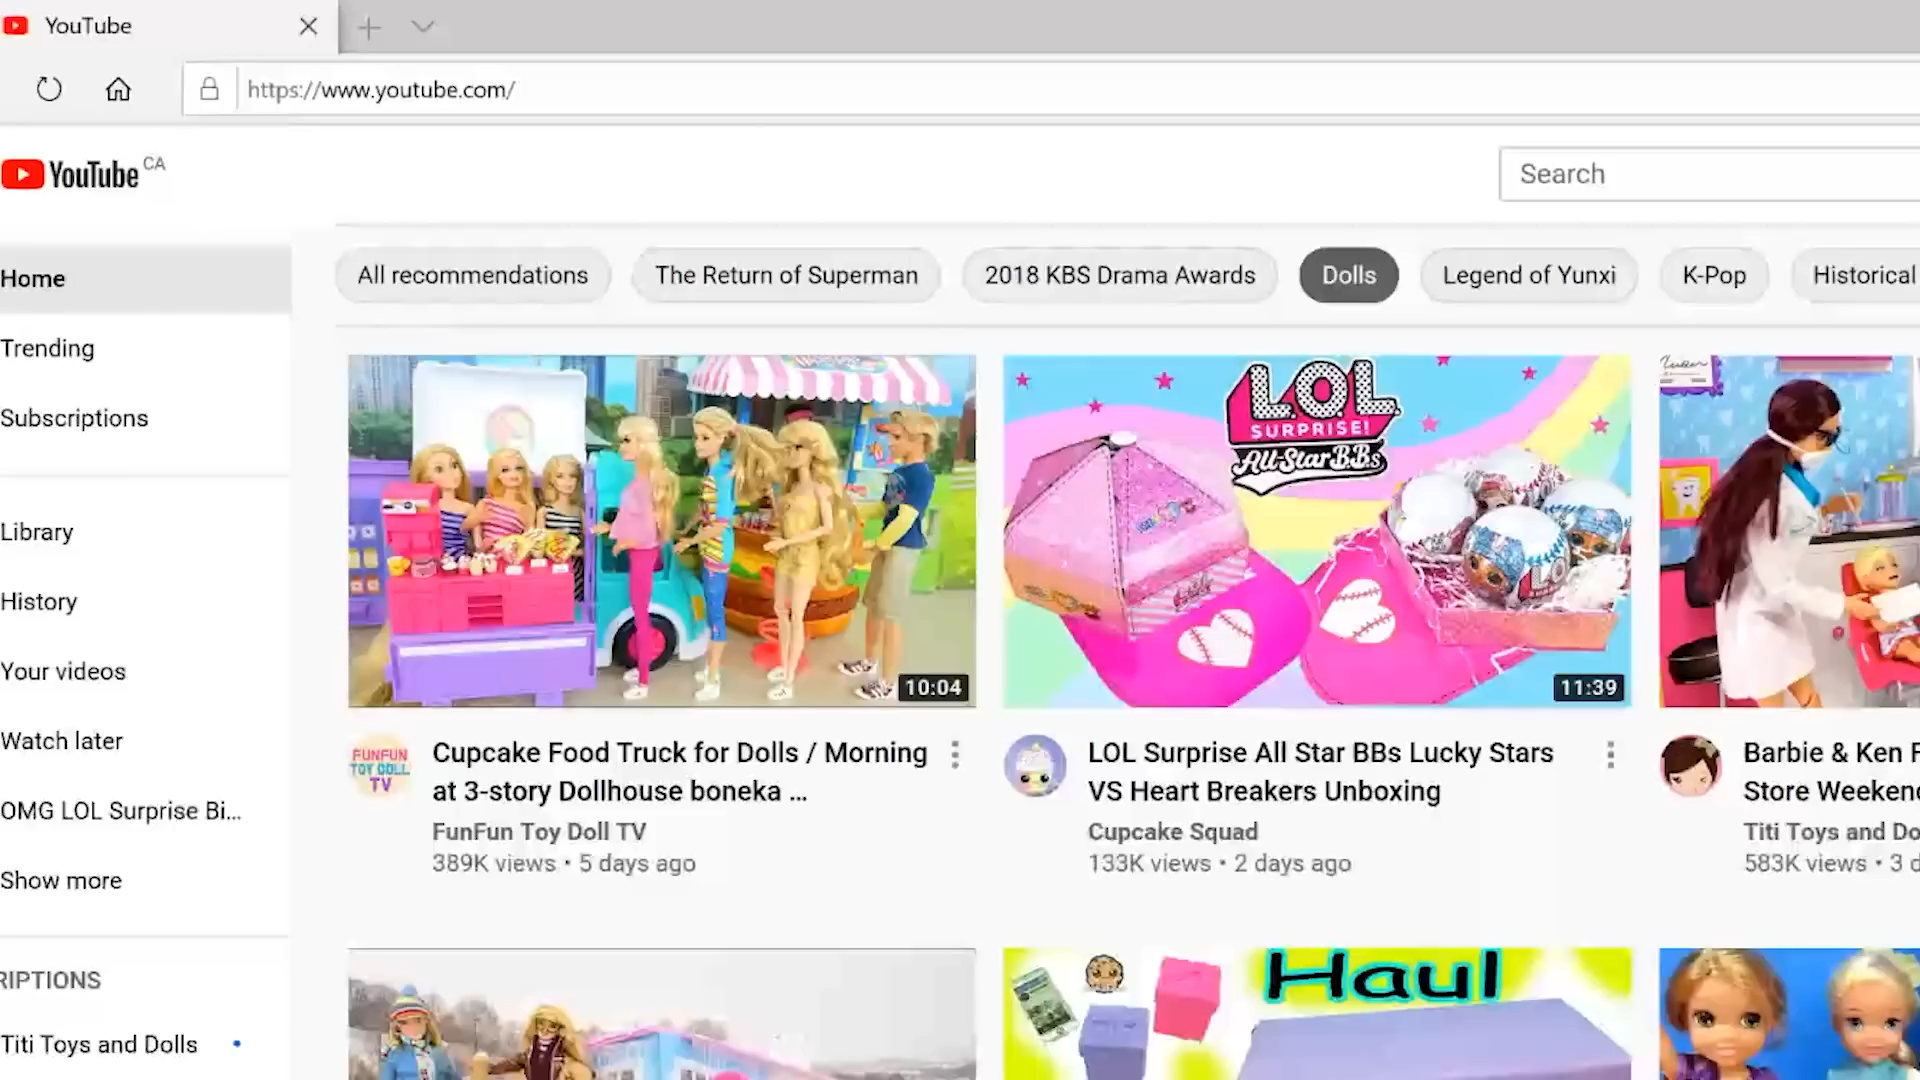 YouTube
https://www.youtube.com/
YouTube CA
Search
Home
Trending
Subscriptions
Library
History
Your videos
Watch later
OMG LOL Surprise Bi...
Show more
RIPTIONS
Titi Toys and Dolls
All recommendations
The Return of Superman
2018 KBS Drama Awards
Dolls
Legend of Yunxi
K-Pop
Historical
10:04
FUNFUN
TOY DOLL
TV
Cupcake Food Truck for Dolls / Morning
at 3-story Dollhouse boneka ...
FunFun Toy Doll TV
389K views • 5 days ago
LOL
SURPRISE!
All-Star B.B.s
11:39
LOL Surprise All Star BBs Lucky Stars
VS Heart Breakers Unboxing
Cupcake Squad
133K views • 2 days ago
Barbie & Ken F
Store Weeken
Titi Toys and Do
583K views • 3 d
Haul